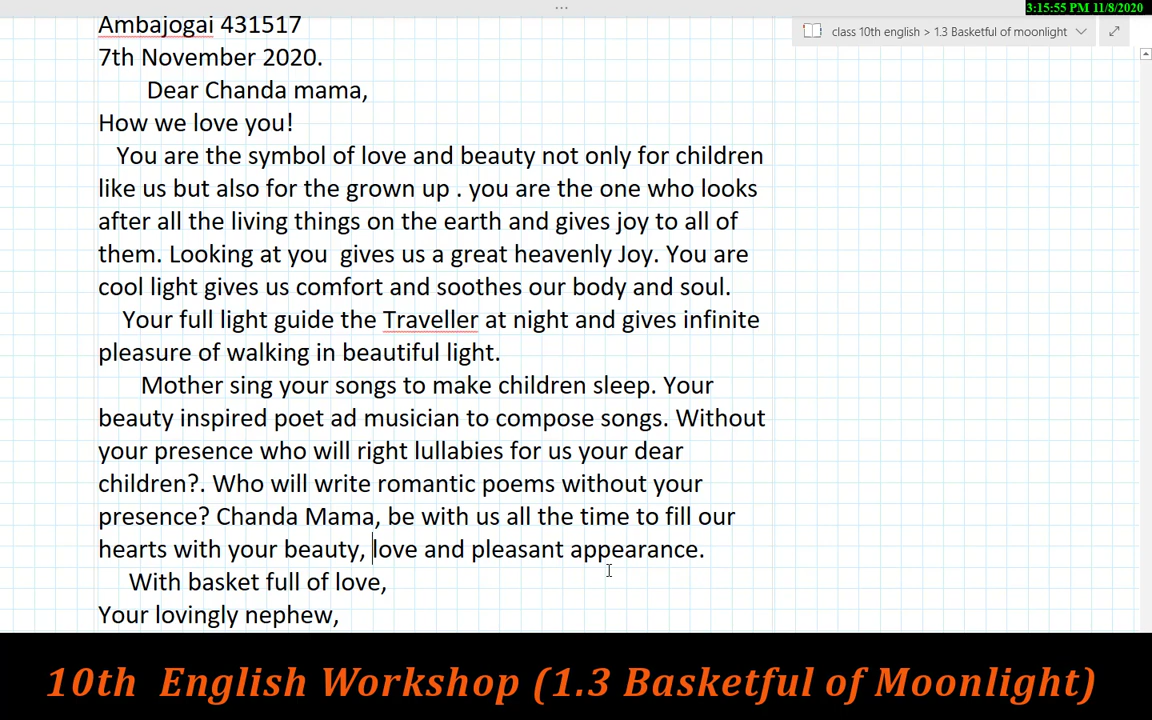 3:15:55 PM 11/8/2020
class 10th english > 1.3 Basketful of moonlight
Ambajogai 431517
7th November 2020.
Dear Chanda mama,
How we love you!
You are the symbol of love and beauty not only for children
like us but also for the grown up . you are the one who looks
after all the living things on the earth and gives joy to all of
them. Looking at you  gives us a great heavenly Joy. You are
cool light gives us comfort and soothes our body and soul.
Your full light guide the Traveller at night and gives infinite
pleasure of walking in beautiful light.
Mother sing your songs to make children sleep. Your
beauty inspired poet ad musician to compose songs. Without
your presence who will right lullabies for us your dear
children?. Who will write romantic poems without your
presence? Chanda Mama, be with us all the time to fill our
hearts with your beauty, love and pleasant appearance.
With basket full of love,
Your lovingly nephew,
10th English Workshop (1.3 Basketful of Moonlight)